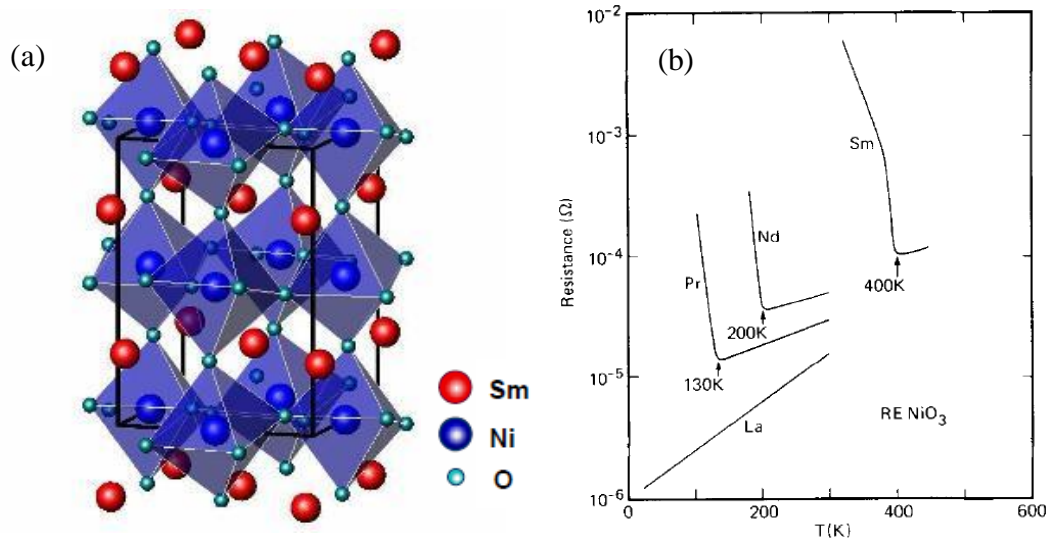 (a)
Sm
Ni
O
(b)
Resistance (Ω)
10⁻²
10⁻³
10⁻⁴
10⁻⁵
10⁻⁶
Sm
Nd
Pr
400K
200K
130K
La
RE NiO₃
0
200
400
600
T(K)